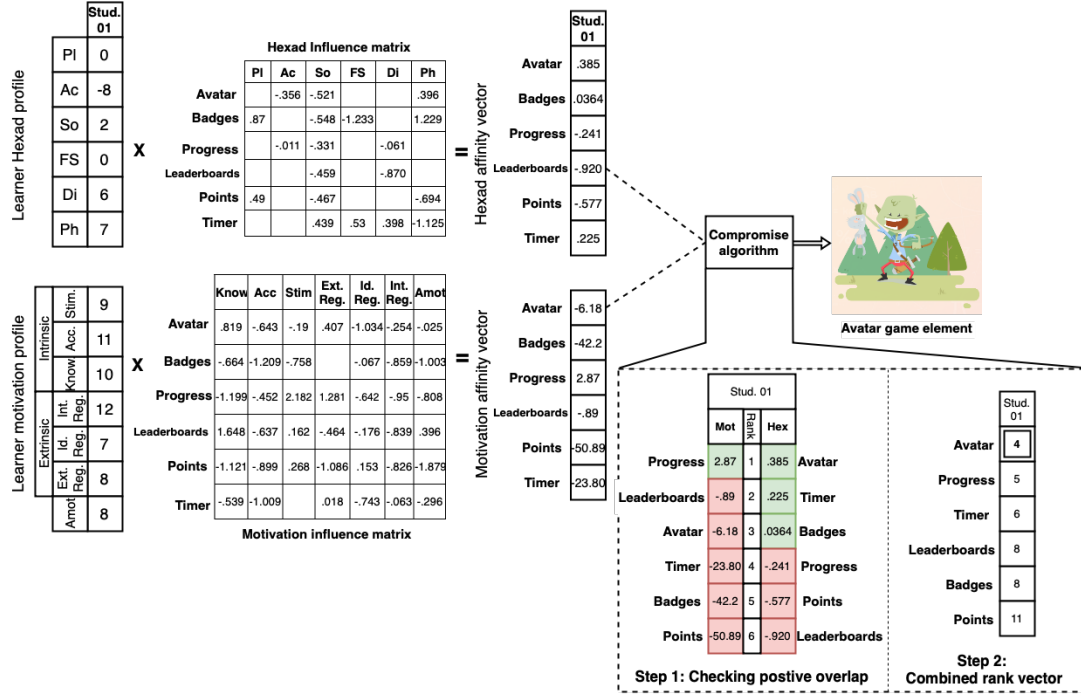 Stud.
01
Learner Hexad profile
Pl 0
Ac -8
So 2
FS 0
Di 6
Ph 7
X
Hexad Influence matrix
Pl Ac So FS Di Ph
Avatar -.356 -.521 .396
Badges .87 -.548 -1.233 1.229
Progress -.011 -.331 -.061
Leaderboards -.459 -.870
Points .49 -.467 -.694
Timer .439 .53 .398 -1.125
=
Hexad affinity vector
Stud.
01
Avatar .385
Badges .0364
Progress -.241
Leaderboards -.920
Points -.577
Timer .225
Learner motivation profile
Intrinsic
Extrinsic
Stim. 9
Acc. 11
Know. 10
Int. Reg. 12
Id. Reg. 7
Ext. Reg. 8
Amot 8
X
Know Acc Stim Ext. Reg. Id. Reg. Int. Reg. Amot
Avatar .819 -.643 -.19 .407 -1.034 -.254 -.025
Badges -.664 -1.209 -.758 -.067 -.859 -1.003
Progress -1.199 -.452 2.182 1.281 -.642 -.95 -.808
Leaderboards 1.648 -.637 .162 -.464 -.176 -.839 .396
Points -1.121 -.899 .268 -1.086 .153 -.826 -1.879
Timer -.539 -1.009 .018 -.743 -.063 -.296
Motivation influence matrix
=
Motivation affinity vector
Avatar -6.18
Badges -42.2
Progress 2.87
Leaderboards -.89
Points -50.89
Timer -23.80
Compromise
algorithm
Avatar game element
Stud. 01
Mot Rank Hex
Progress 2.87 1 .385 Avatar
Leaderboards -.89 2 .225 Timer
Avatar -6.18 3 .0364 Badges
Timer -23.80 4 -.241 Progress
Badges -42.2 5 -.577 Points
Points -50.89 6 -.920 Leaderboards
Step 1: Checking postive overlap
Stud.
01
Avatar 4
Progress 5
Timer 6
Leaderboards 8
Badges 8
Points 11
Step 2:
Combined rank vector